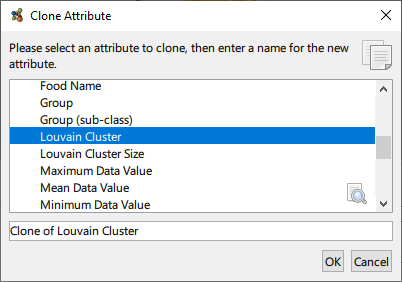 Clone Attribute
Please select an attribute to clone, then enter a name for the new
attribute.
Food Name
Group
Group (sub-class)
Louvain Cluster
Louvain Cluster Size
Maximum Data Value
Mean Data Value
Minimum Data Value
Clone of Louvain Cluster
OK
Cancel